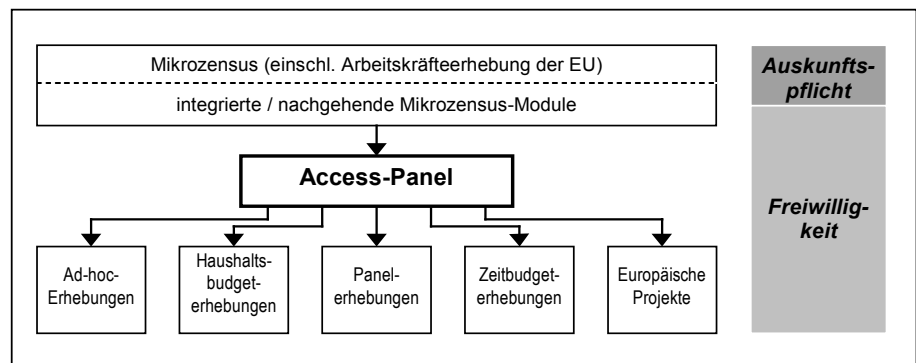 Mikrozensus (einschl. Arbeitskräfteerhebung der EU)
integrierte / nachgehende Mikrozensus-Module
Auskunfts-
pflicht
Access-Panel
Freiwillig-
keit
Ad-hoc-
Erhebungen
Haushalts-
budget-
erhebungen
Panel-
erhebungen
Zeitbudget-
erhebungen
Europäische
Projekte